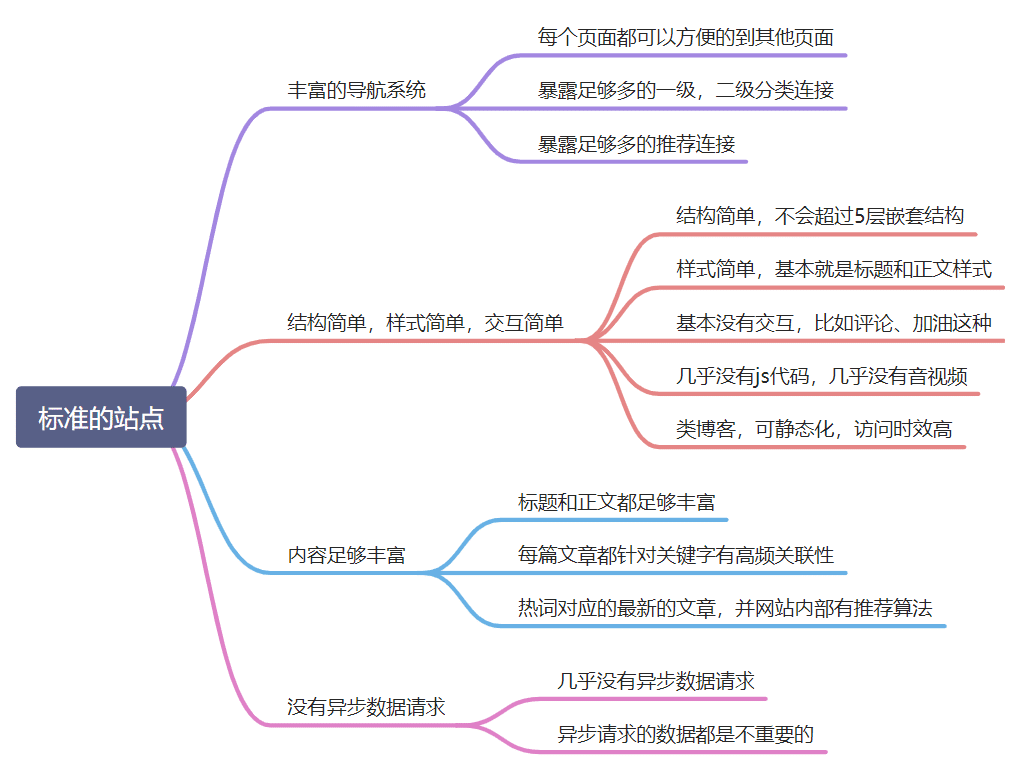 标准的站点
丰富的导航系统
每个页面都可以方便的到其他页面
暴露足够多的一级，二级分类连接
暴露足够多的推荐连接
结构简单，样式简单，交互简单
结构简单，不会超过5层嵌套结构
样式简单，基本就是标题和正文样式
基本没有交互，比如评论、加油这种
几乎没有js代码，几乎没有音视频
类博客，可静态化，访问时效高
内容足够丰富
标题和正文都足够丰富
每篇文章都针对关键字有高频关联性
热词对应的最新的文章，并网站内部有推荐算法
没有异步数据请求
几乎没有异步数据请求
异步请求的数据都是不重要的